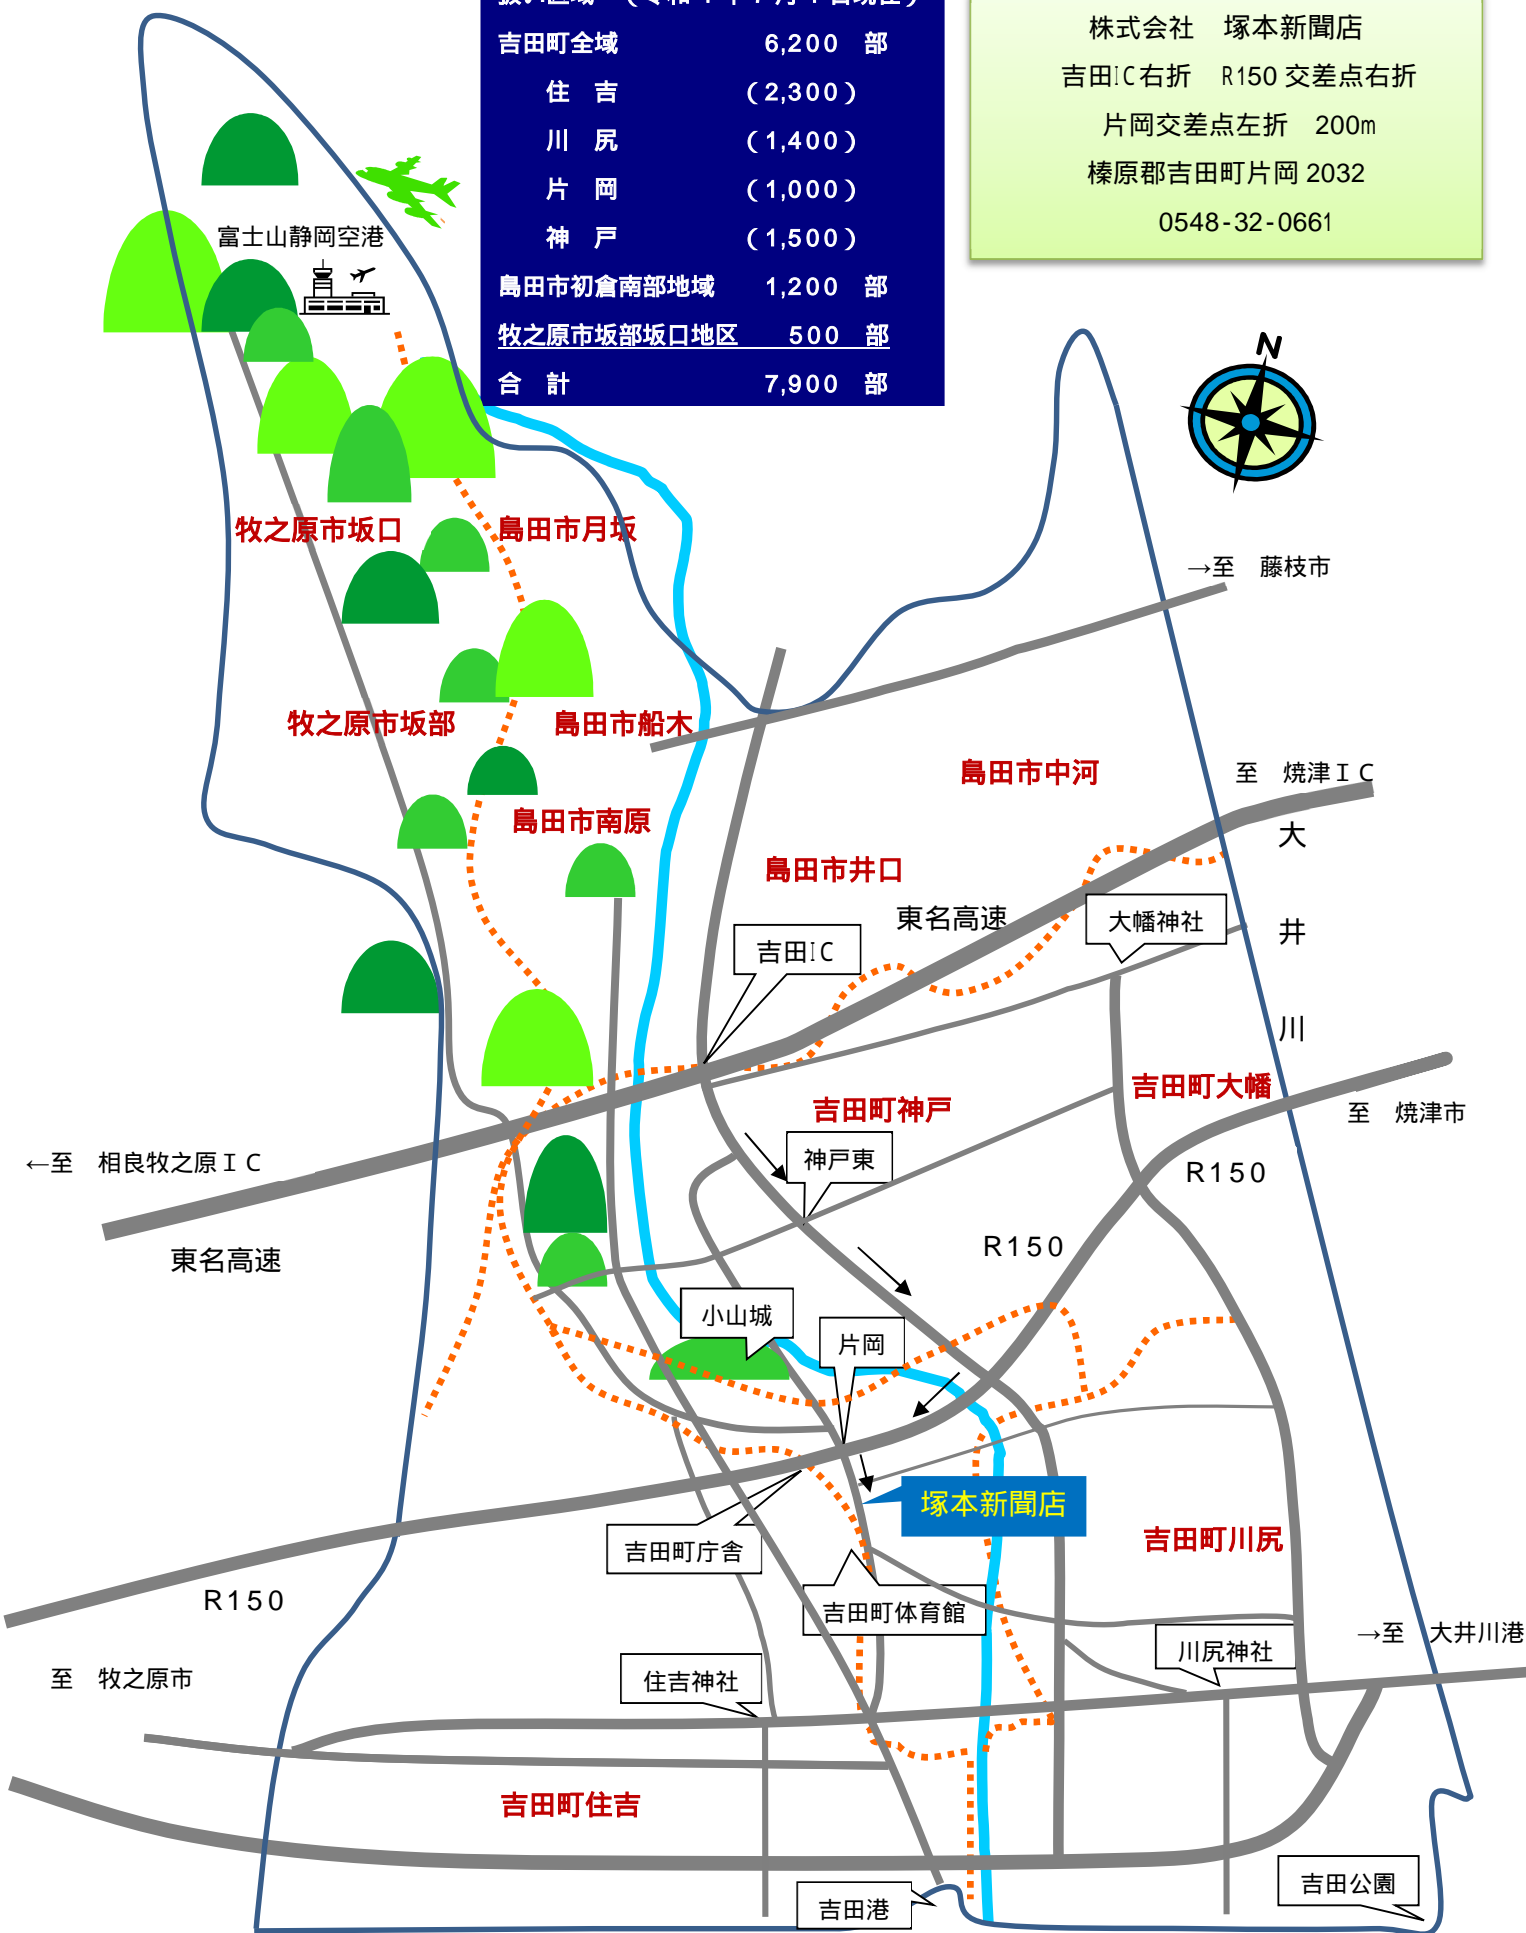 吉田町全域 6,200 部
住 吉 (2,300)
川 尻 (1,400)
片 岡 (1,000)
神 戸 (1,500)
島田市初倉南部地域 1,200 部
牧之原市坂部坂口地区 500 部
合 計 7,900 部
株式会社 塚本新聞店
吉田IC右折 R150 交差点右折
片岡交差点左折 200m
榛原郡吉田町片岡 2032
0548-32-0661
富士山静岡空港
N
牧之原市坂口
島田市月坂
→至 藤枝市
牧之原市坂部
島田市船木
島田市中河
至 焼津IC
島田市南原
大
井
川
島田市井口
東名高速
大幡神社
吉田IC
吉田町大幡
吉田町神戸
至 焼津市
←至 相良牧之原IC
神戸東
R150
R150
東名高速
小山城
片岡
塚本新聞店
吉田町庁舎
吉田町川尻
R150
吉田町体育館
→至 大井川港
川尻神社
至 牧之原市
住吉神社
吉田町住吉
吉田公園
吉田港